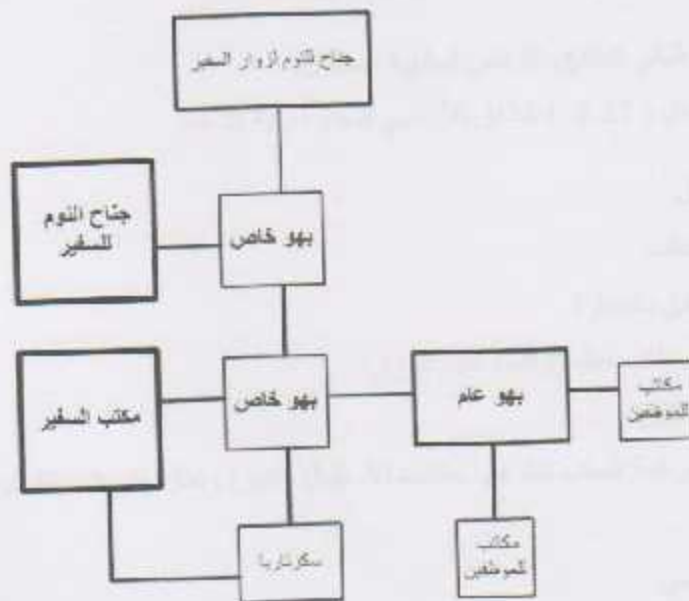 جناح للنوم لزوار السفير
جناح النوم
للسفير
بهو خاص
مكتب السفير
بهو خاص
بهو عام
مكاتب
للموظفين
سكرتاريا
مكاتب
للموظفين